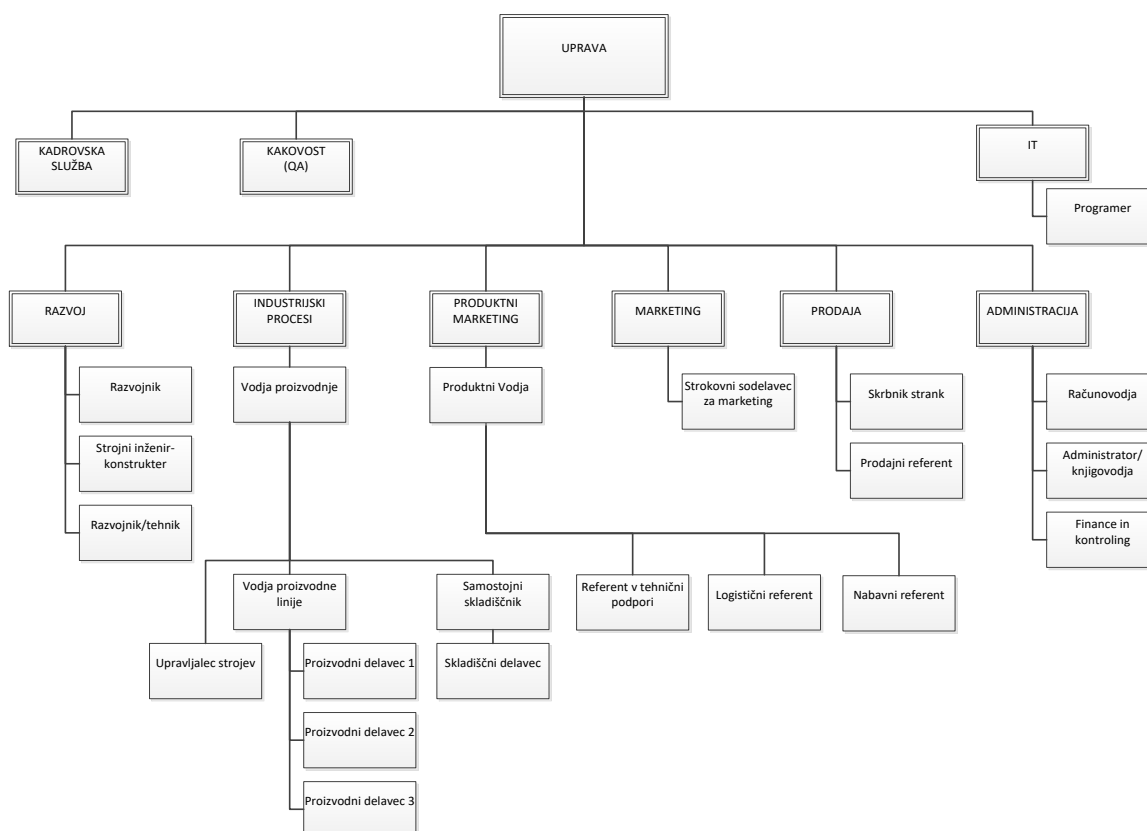 UPRAVA
KADROVSKA
SLUŽBA
KAKOVOST
(QA)
IT
Programer
RAZVOJ
INDUSTRIJSKI
PROCESI
PRODUKTNI
MARKETING
MARKETING
PRODAJA
ADMINISTRACIJA
Razvojnik
Vodja proizvodnje
Produktni Vodja
Strokovni sodelavec
za marketing
Skrbnik strank
Računovodja
Strojni inženir-
konstrukter
Prodajni referent
Administrator/
knjigovodja
Razvojnik/tehnik
Finance in
kontroling
Vodja proizvodne
linije
Samostojni
skladiščnik
Referent v tehnični
podpori
Logistični referent
Nabavni referent
Upravljalec strojev
Proizvodni delavec 1
Skladiščni delavec
Proizvodni delavec 2
Proizvodni delavec 3